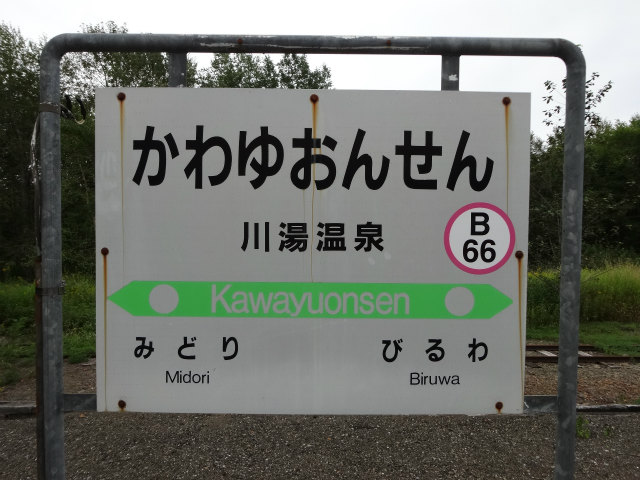 かわゆおんせん
川湯温泉
B
66
Kawayuonsen
みどり びるわ
Midori Biruwa